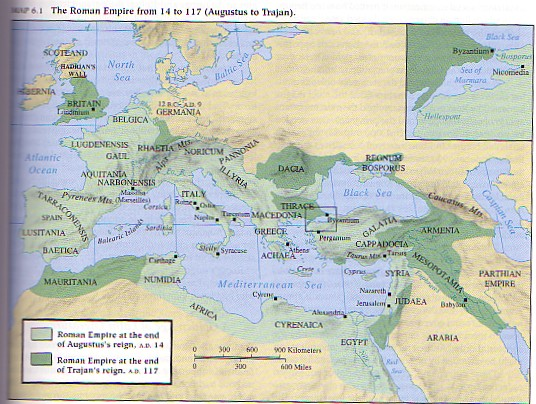 MAP 6.1 The Roman Empire from 14 to 117 (Augustus to Trajan).
SCOTLAND
HADRIAN'S
WALL
North
Sea
Baltic Sea
HIBERNIA
BRITAIN
Londinium
12 B.C.-A.D. 9
GERMANIA
BELGICA
Atlantic
Ocean
LUGDENENSIS
GAUL
RHAETIA Mts.
Alps
NORICUM
PANNONIA
ILLYRIA
DACIA
REGNUM
BOSPORUS
Caucasus Mts.
Caspian Sea
AQUITANIA
NARBONENSIS
Massilia
(Marseilles)
Pyrenees Mts.
TARRACONENSIS
SPAIN
LUSITANIA
BAETICA
Balearic Islands
Corsica
Sardinia
ITALY
Rome
Ostia
Naples
Tarentum
Sicily
Syracuse
THRACE
MACEDONIA
Byzantium
Black Sea
GREECE
Athens
ACHAEA
Pergamum
GALATIA
CAPPADOCIA
Taurus Mts.
Tarsus
ARMENIA
MESOPOTAMIA
PARTHIAN
EMPIRE
Crete
Cyprus
SYRIA
Nazareth
Jerusalem
JUDAEA
Babylon
Carthage
MAURITANIA
NUMIDIA
Mediterranean Sea
Cyrene
Alexandria
AFRICA
CYRENAICA
EGYPT
ARABIA
Red
Sea
Black Sea
Byzantium
Bosporus
Nicomedia
Sea of
Marmara
Hellespont
Roman Empire at the end
of Augustus's reign, A.D. 14
Roman Empire at the end
of Trajan's reign, A.D. 117
0 300 600 900 Kilometers
0 300 600 Miles